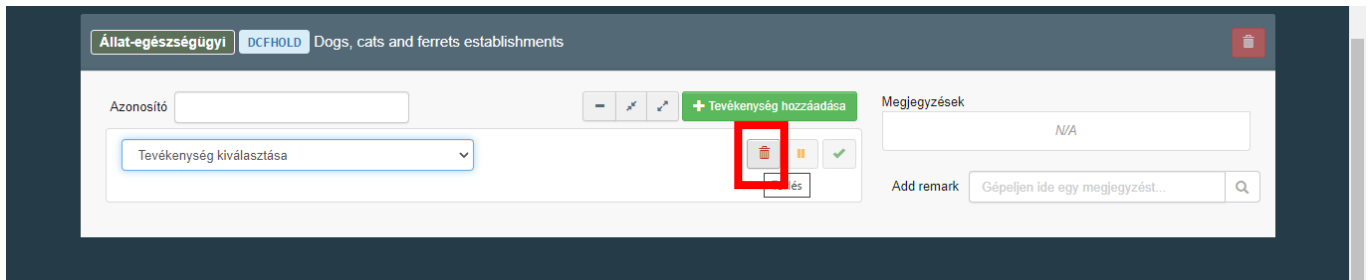 Állat-egészségügyi DCFHOLD Dogs, cats and ferrets establishments
Azonosító
Tevékenység hozzáadása
Tevékenység kiválasztása
Megjegyzések
N/A
Add remark Gépeljen ide egy megjegyzést...